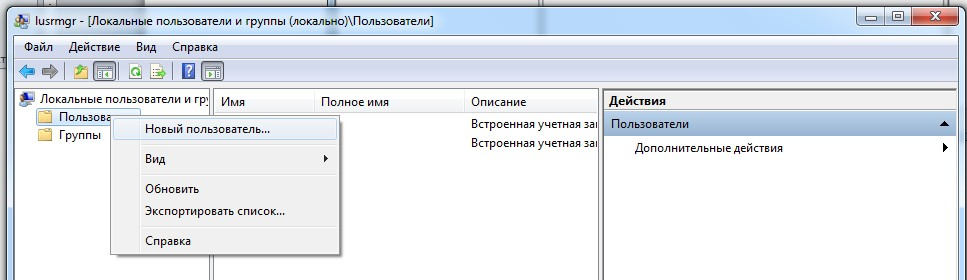 lusrmgr - [Локальные пользователи и группы (локально)\Пользователи]
Файл Действие Вид Справка
Локальные пользователи и гру
Пользова
Группы
Имя Полное имя Описание
Встроенная учетная за
Встроенная учетная за
Новый пользователь...
Вид
Обновить
Экспортировать список...
Справка
Действия
Пользователи
Дополнительные действия